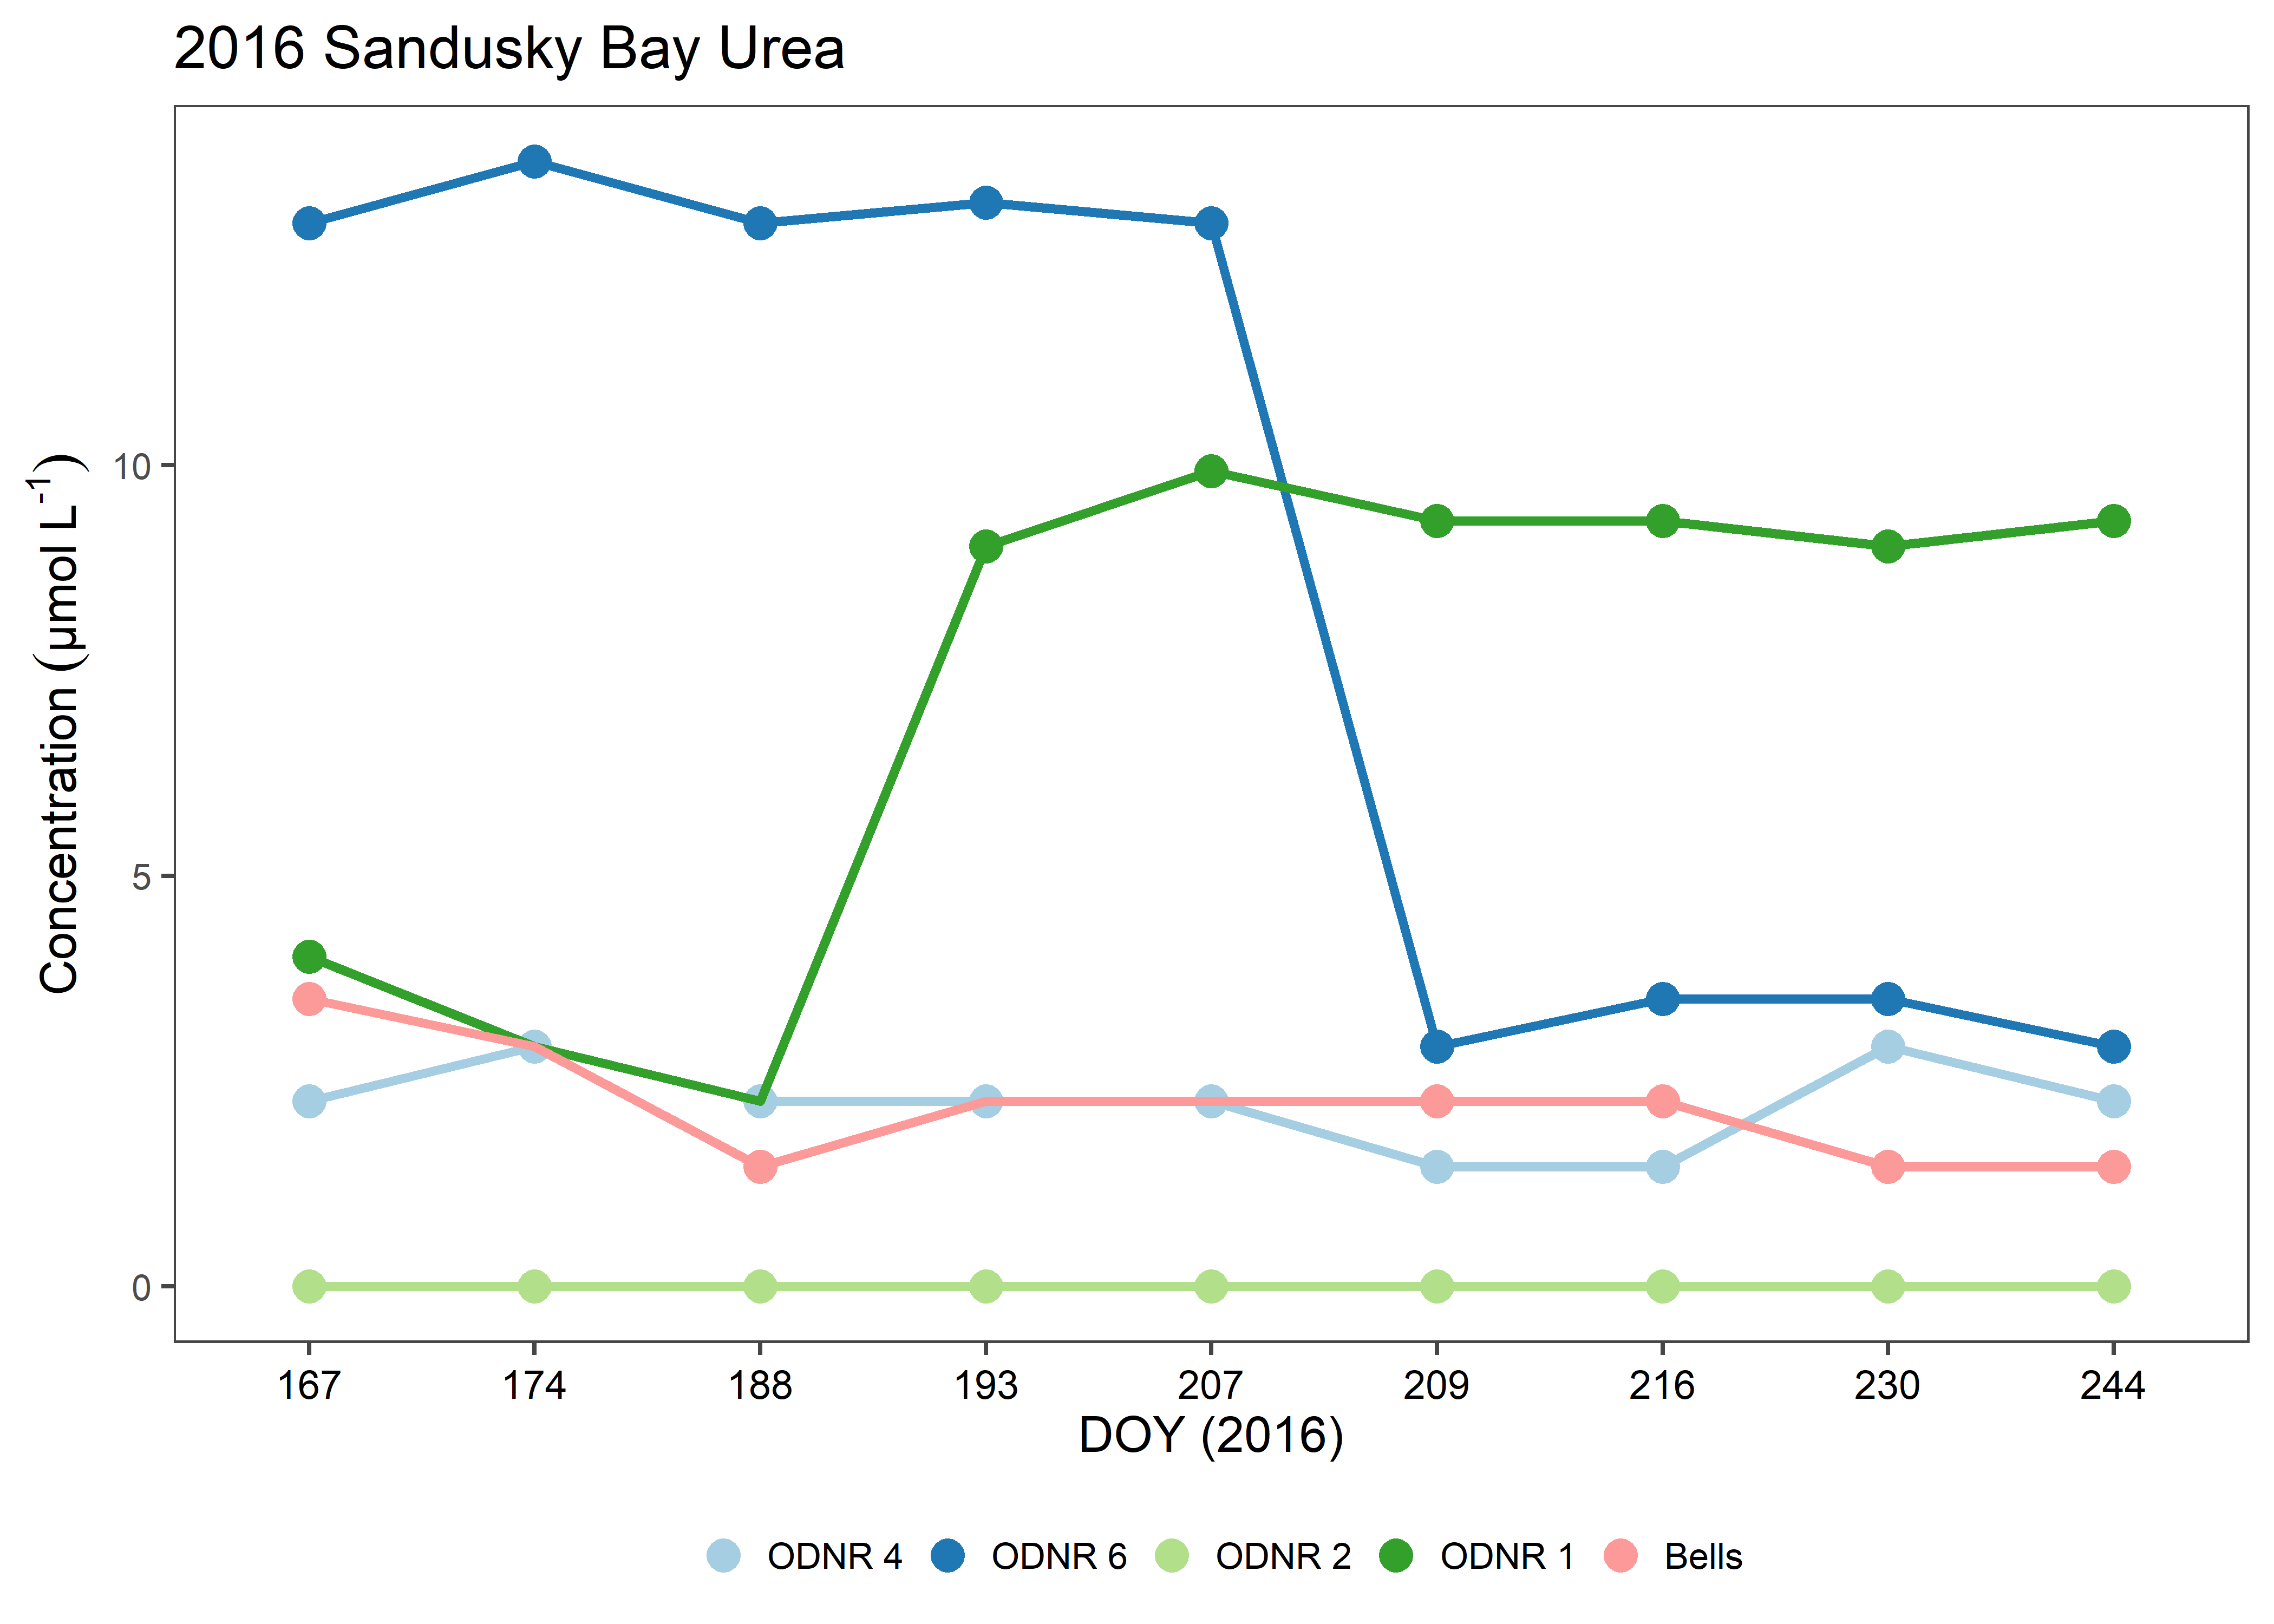 2016 Sandusky Bay Urea
Concentration (µmol L⁻¹)
10
5
0
167 174 188 193 207 209 216 230 244
DOY (2016)
ODNR 4 ODNR 6 ODNR 2 ODNR 1 Bells